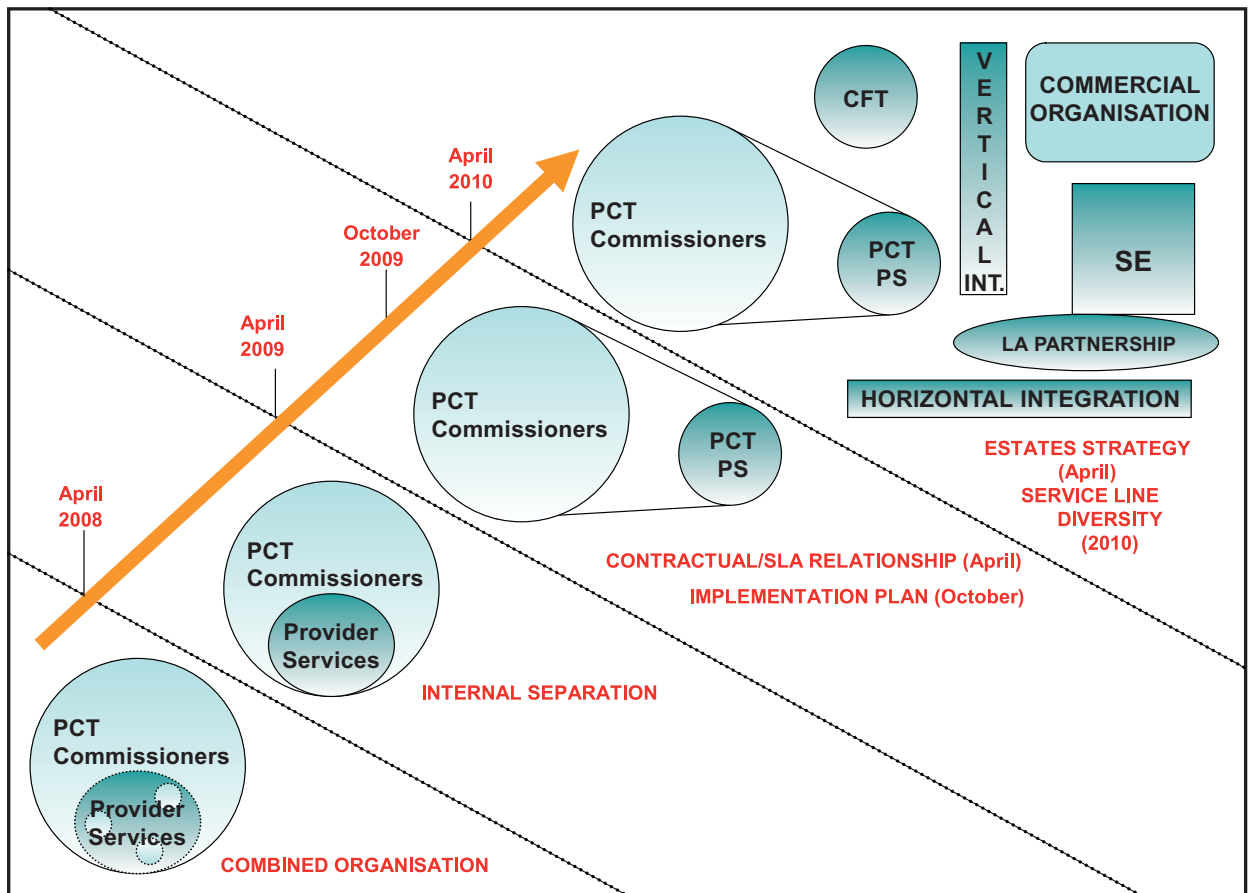 CFT
V
E
R
T
I
C
A
L
INT.
COMMERCIAL
ORGANISATION
April
2010
PCT
Commissioners
PCT
PS
SE
October
2009
LA PARTNERSHIP
HORIZONTAL INTEGRATION
April
2009
PCT
Commissioners
PCT
PS
ESTATES STRATEGY
(April)
SERVICE LINE
DIVERSITY
(2010)
April
2008
PCT
Commissioners
Provider
Services
CONTRACTUAL/SLA RELATIONSHIP (April)
IMPLEMENTATION PLAN (October)
INTERNAL SEPARATION
PCT
Commissioners
Provider
Services
COMBINED ORGANISATION